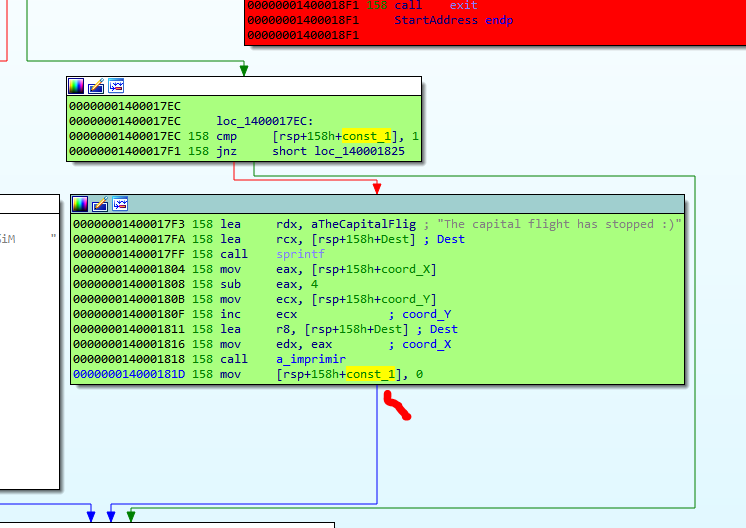 00000001400018F1 158 call    exit
00000001400018F1     StartAddress endp
00000001400018F1
00000001400017EC
00000001400017EC     loc_1400017EC:
00000001400017EC 158 cmp     [rsp+158h+const_1], 1
00000001400017F1 158 jnz     short loc_140001825
00000001400017F3 158 lea     rdx, aTheCapitalFlig ; "The capital flight has stopped :)"
00000001400017FA 158 lea     rcx, [rsp+158h+Dest] ; Dest
00000001400017FF 158 call    sprintf
0000000140001804 158 mov     eax, [rsp+158h+coord_X]
0000000140001808 158 sub     eax, 4
000000014000180B 158 mov     ecx, [rsp+158h+coord_Y]
000000014000180F 158 inc     ecx             ; coord_Y
0000000140001811 158 lea     r8, [rsp+158h+Dest] ; Dest
0000000140001816 158 mov     edx, eax        ; coord_X
0000000140001818 158 call    a_imprimir
000000014000181D 158 mov     [rsp+158h+const_1], 0